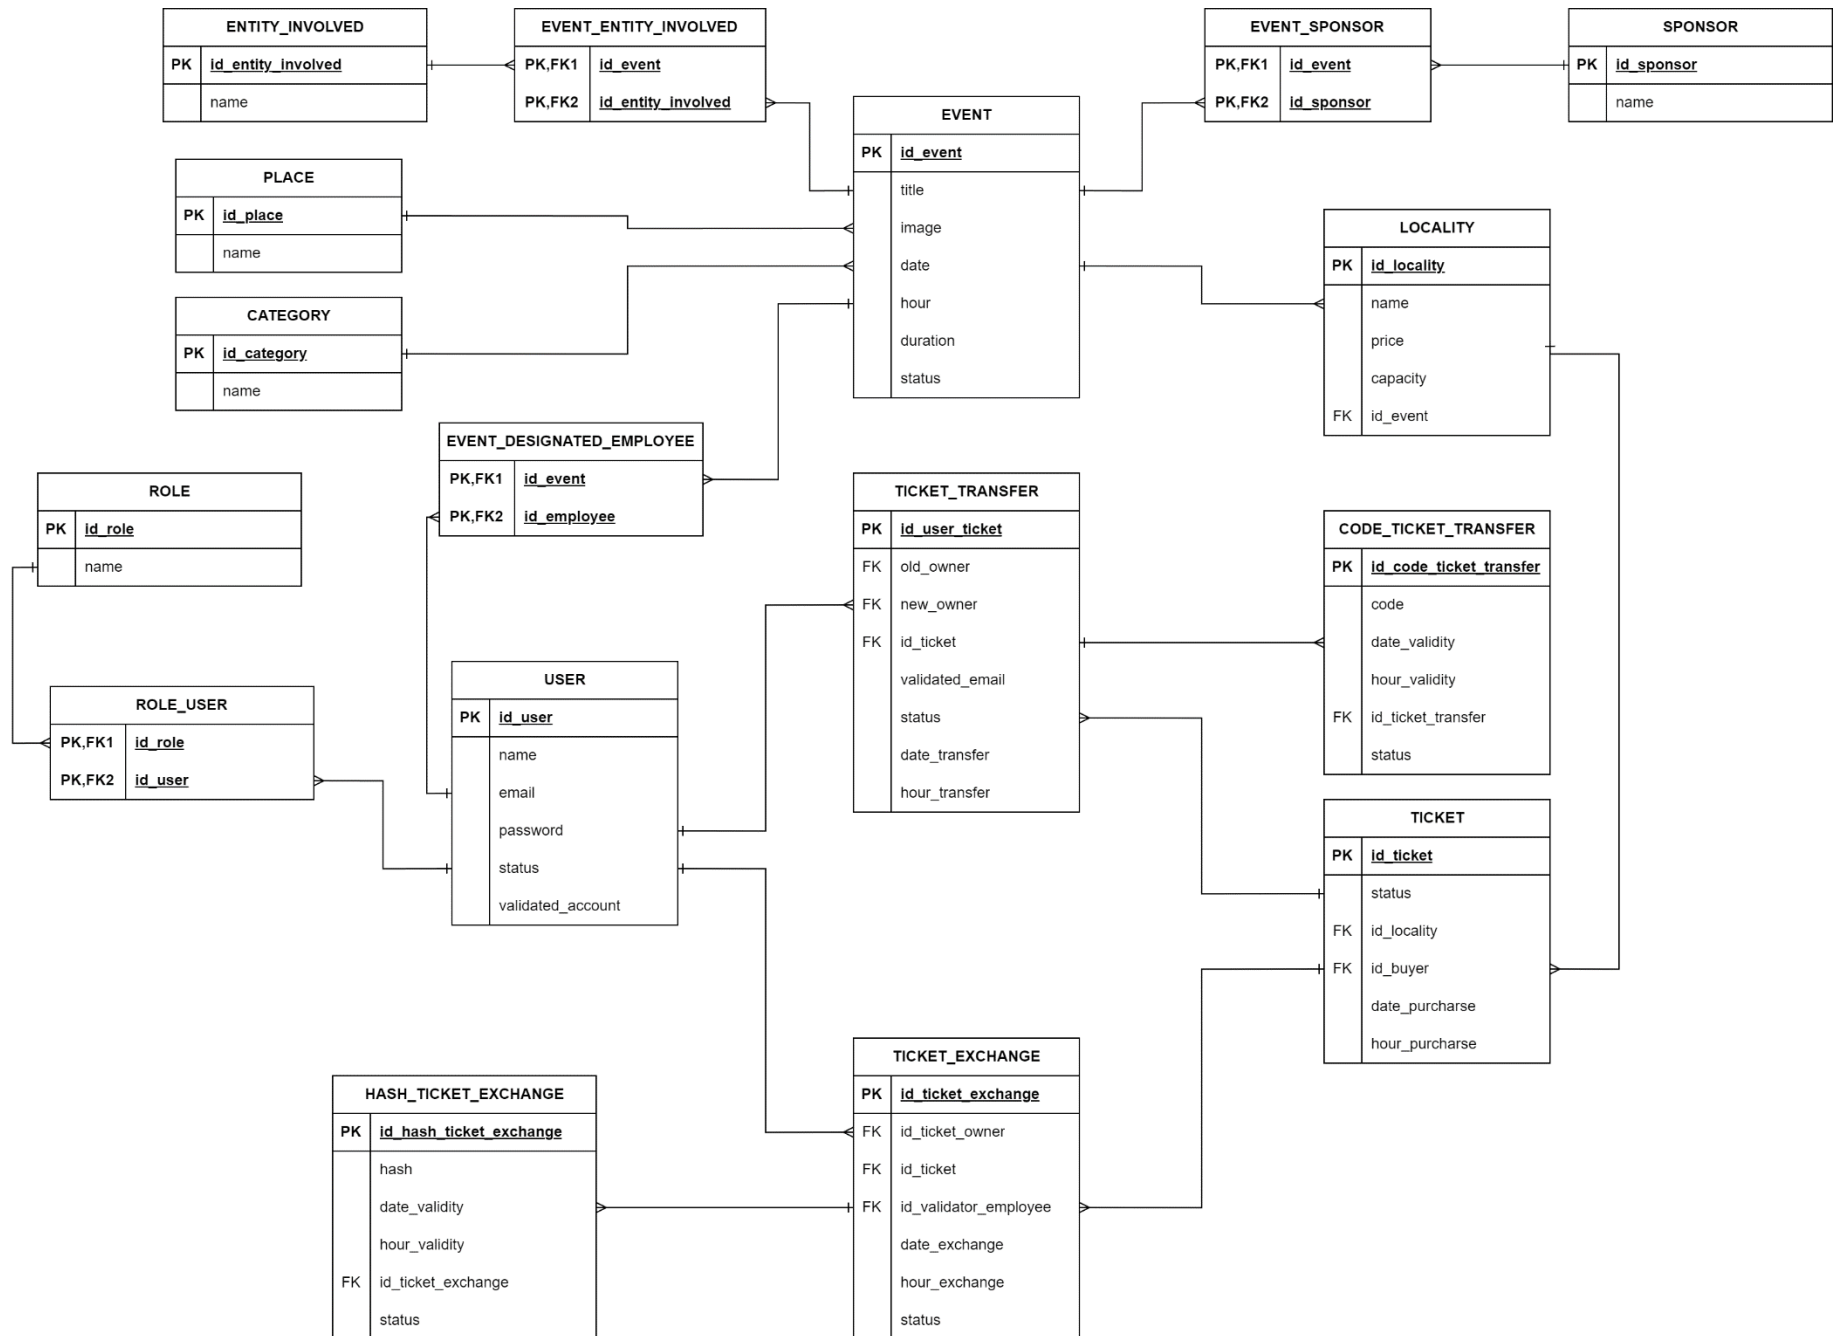 ENTITY_INVOLVED
PK id_entity_involved
name
EVENT_ENTITY_INVOLVED
PK,FK1 id_event
PK,FK2 id_entity_involved
EVENT_SPONSOR
PK,FK1 id_event
PK,FK2 id_sponsor
SPONSOR
PK id_sponsor
name
EVENT
PK id_event
title
image
date
hour
duration
status
PLACE
PK id_place
name
CATEGORY
PK id_category
name
LOCALITY
PK id_locality
name
price
capacity
FK id_event
EVENT_DESIGNATED_EMPLOYEE
PK,FK1 id_event
PK,FK2 id_employee
ROLE
PK id_role
name
TICKET_TRANSFER
PK id_user_ticket
FK old_owner
FK new_owner
FK id_ticket
validated_email
status
date_transfer
hour_transfer
CODE_TICKET_TRANSFER
PK id_code_ticket_transfer
code
date_validity
hour_validity
FK id_ticket_transfer
status
ROLE_USER
PK,FK1 id_role
PK,FK2 id_user
USER
PK id_user
name
email
password
status
validated_account
TICKET
PK id_ticket
status
FK id_locality
FK id_buyer
date_purcharse
hour_purcharse
HASH_TICKET_EXCHANGE
PK id_hash_ticket_exchange
hash
date_validity
hour_validity
FK id_ticket_exchange
status
TICKET_EXCHANGE
PK id_ticket_exchange
FK id_ticket_owner
FK id_ticket
FK id_validator_employee
date_exchange
hour_exchange
status